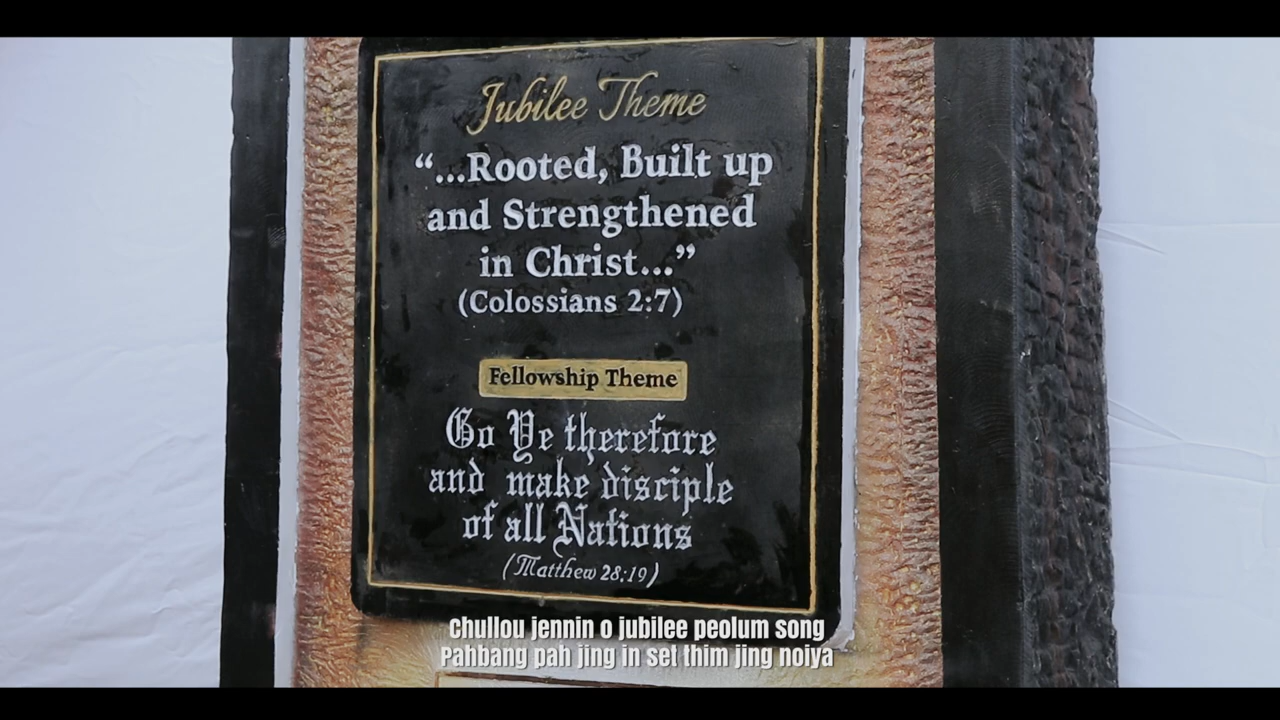 Jubilee Theme
“...Rooted, Built up
and Strengthened
in Christ...”
(Colossians 2:7)
Fellowship Theme
Go Ye therefore
and make disciple
of all Nations
(Matthew 28:19)
Chullou jennin o jubilee peolum song
Pahbang pah jing in set thim jing noiya